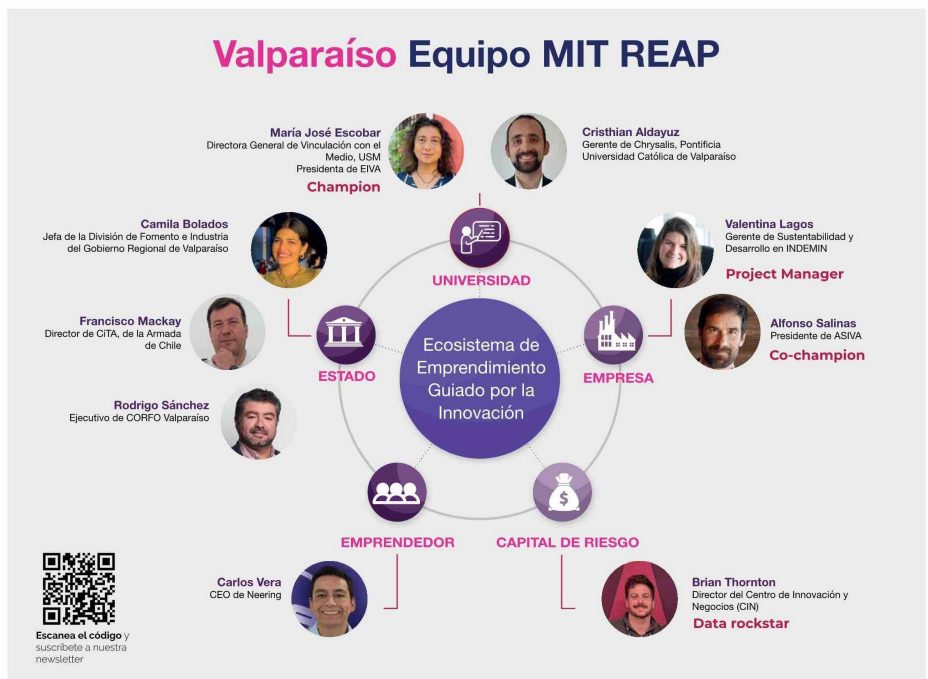 Valparaíso Equipo MIT REAP
María José Escobar
Directora General de Vinculación con el
Medio, USM
Presidenta de EIVA
Champion
Cristhian Aldayuz
Gerente de Chrysalis, Pontificia
Universidad Católica de Valparaíso
Camila Bolados
Jefa de la División de Fomento e Industria
del Gobierno Regional de Valparaíso
Valentina Lagos
Gerente de Sustentabilidad y
Desarrollo en INDEMIN
Project Manager
UNIVERSIDAD
Francisco Mackay
Director de CiTA, de la Armada
de Chile
Alfonso Salinas
Presidente de ASIVA
Co-champion
ESTADO
Ecosistema de
Emprendimiento
Guiado por la
Innovación
EMPRESA
Rodrigo Sánchez
Ejecutivo de CORFO Valparaíso
$
EMPRENDEDOR
CAPITAL DE RIESGO
Carlos Vera
CEO de Neering
Brian Thornton
Director del Centro de Innovación y
Negocios (CIN)
Data rockstar
Escanea el código y
suscríbete a nuestra
newsletter